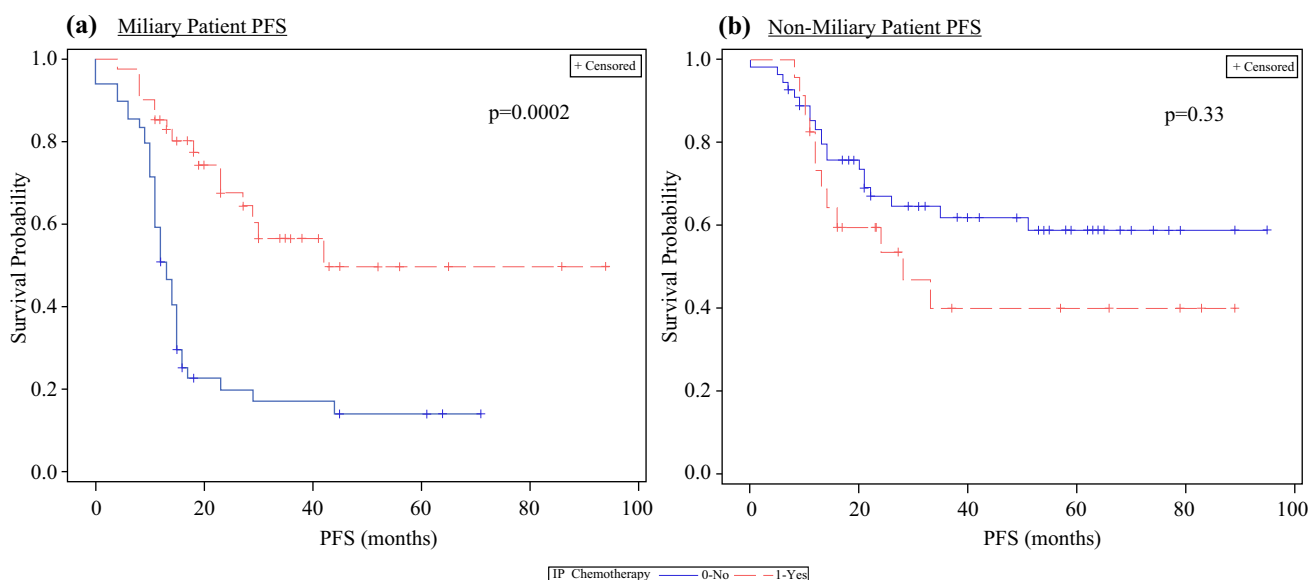 (a) Miliary Patient PFS
+ Censored
p=0.0002
Survival Probability
1.0
0.8
0.6
0.4
0.2
0.0
0 20 40 60 80 100
PFS (months)
(b) Non-Miliary Patient PFS
+ Censored
p=0.33
Survival Probability
1.0
0.8
0.6
0.4
0.2
0.0
0 20 40 60 80 100
PFS (months)
IP Chemotherapy 0-No 1-Yes